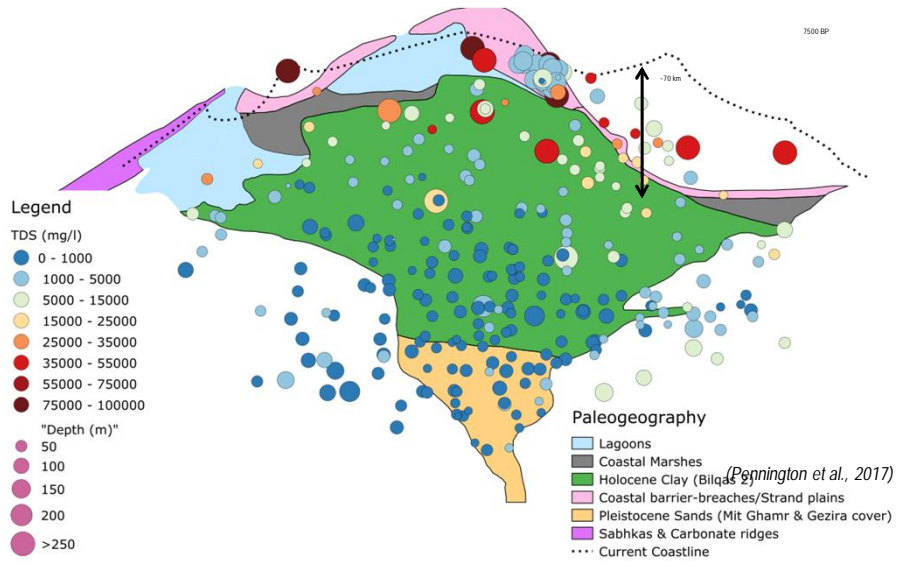 7500 BP
~70 km
Legend
TDS (mg/l)
0 - 1000
1000 - 5000
5000 - 15000
15000 - 25000
25000 - 35000
35000 - 55000
55000 - 75000
75000 - 100000
"Depth (m)"
50
100
150
200
>250
Paleogeography
Lagoons
Coastal Marshes
Holocene Clay (Bilqas 2)
(Pennington et al., 2017)
Coastal barrier-breaches/Strand plains
Pleistocene Sands (Mit Ghamr & Gezira cover)
Sabhkas & Carbonate ridges
Current Coastline